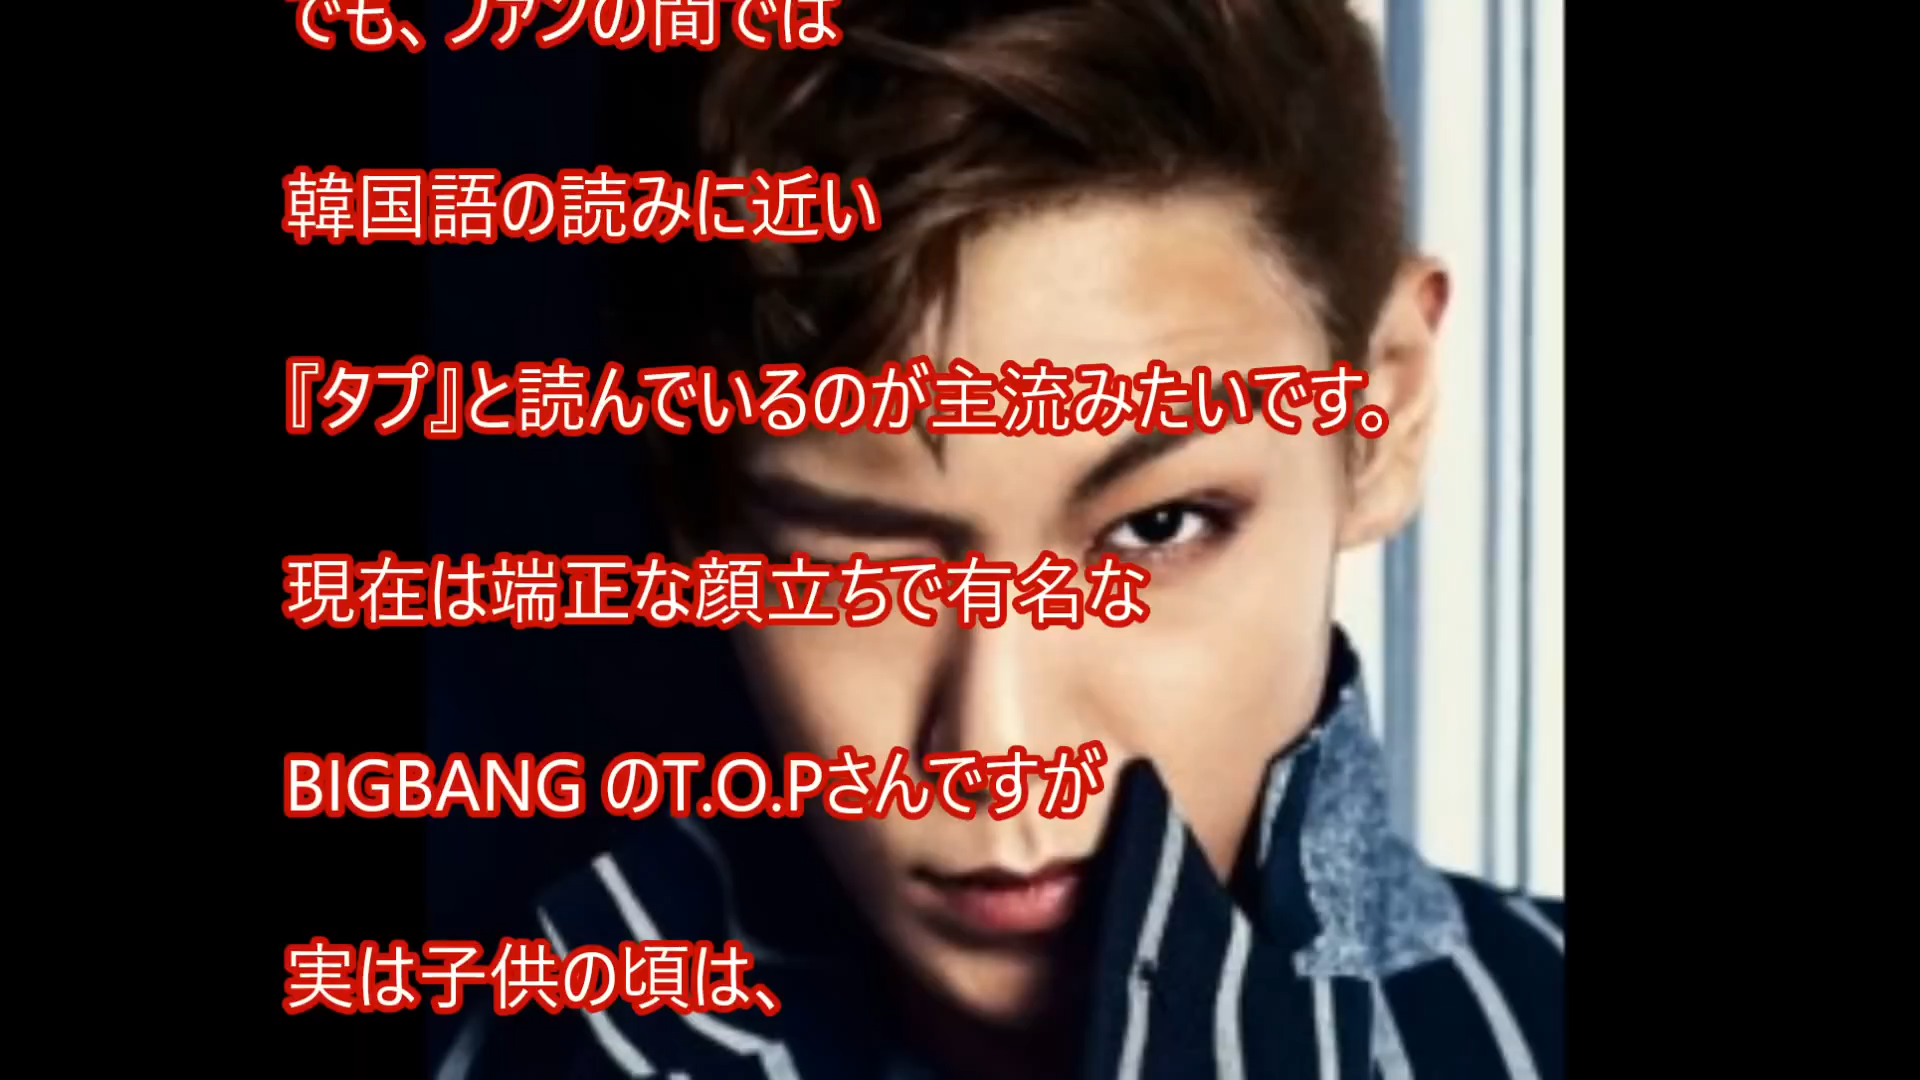 でも、ファンの間では
韓国語の読みに近い
『タプ』と読んでいるのが主流みたいです。
現在は端正な顔立ちで有名な
BIGBANG のT.O.Pさんですが
実は子供の頃は、